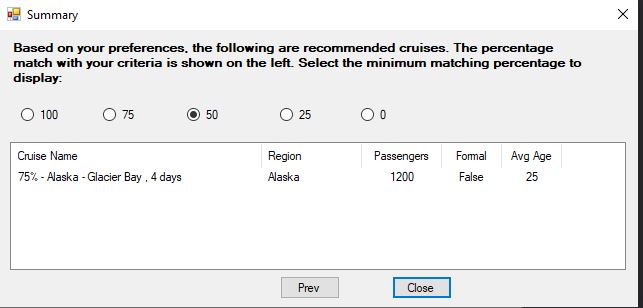 Summary
Based on your preferences, the following are recommended cruises. The percentage
match with your criteria is shown on the left. Select the minimum matching percentage to
display:
100 75 50 25 0
Cruise Name Region Passengers Formal Avg Age
75% - Alaska - Glacier Bay , 4 days Alaska 1200 False 25
Prev Close